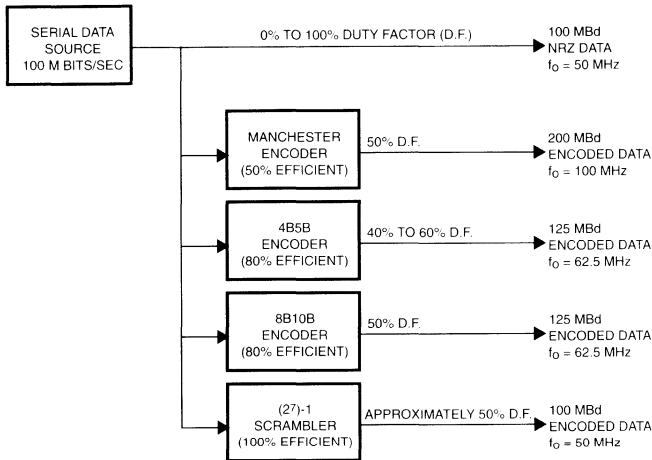 SERIAL DATA
SOURCE
100 M BITS/SEC
0% TO 100% DUTY FACTOR (D.F.)
100 MBd
NRZ DATA
fO = 50 MHz
MANCHESTER
ENCODER
(50% EFFICIENT)
50% D.F.
200 MBd
ENCODED DATA
fO = 100 MHz
4B5B
ENCODER
(80% EFFICIENT)
40% TO 60% D.F.
125 MBd
ENCODED DATA
fO = 62.5 MHz
8B10B
ENCODER
(80% EFFICIENT)
50% D.F.
125 MBd
ENCODED DATA
fO = 62.5 MHz
(27)-1
SCRAMBLER
(100% EFFICIENT)
APPROXIMATELY 50% D.F.
100 MBd
ENCODED DATA
fO = 50 MHz